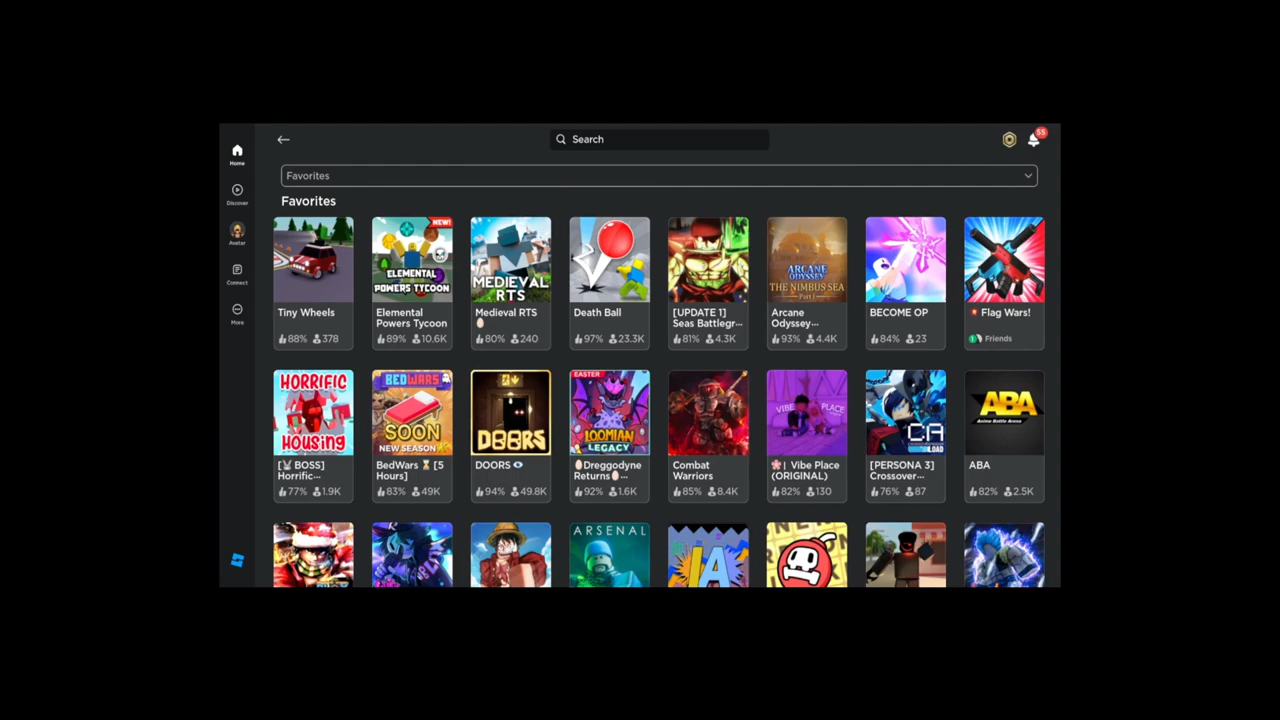 Search
55
Home
Discover
Avatar
Connect
More
Favorites
Favorites
NEW!
ELEMENTAL
POWERS TYCOON
MEDIEVAL
RTS
ARCANE
ODYSSEY
THE NIMBUS SEA
Part I
Tiny Wheels
88% 378
Elemental
Powers Tycoon
89% 10.6K
Medieval RTS
🥚
80% 240
Death Ball
97% 23.3K
[UPDATE 1]
Seas Battlegr...
81% 4.3K
Arcane
Odyssey...
93% 4.4K
BECOME OP
84% 23
💥 Flag Wars!
Friends
HORRIFIC
HOUSING
BEDWARS
SOON
NEW SEASON
DOORS
EASTER
LOOMIAN
LEGACY
VIBE PLACE
CA
LOAD
ABA
Anime Battle Arena
[🐰 BOSS]
Horrific...
77% 1.9K
BedWars ⌛ [5
Hours]
83% 49K
DOORS 👁
94% 49.8K
🥚Dreggodyne
Returns🥚...
92% 1.6K
Combat
Warriors
85% 8.4K
🌸| Vibe Place
(ORIGINAL)
82% 130
[PERSONA 3]
Crossover...
76% 87
ABA
82% 2.5K
ARSENAL
IA